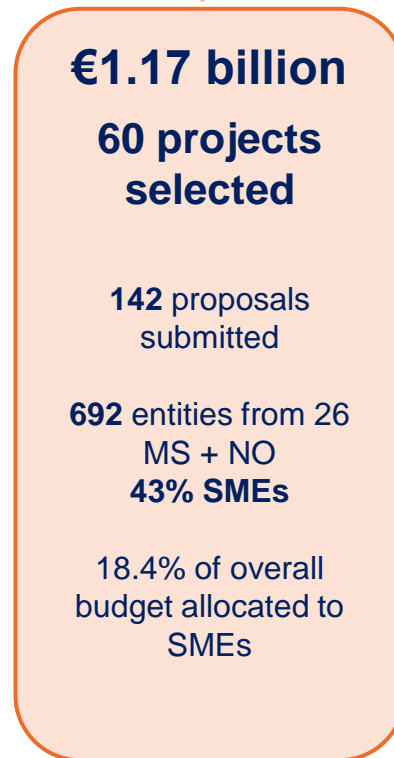 €1.17 billion
60 projects
selected
142 proposals
submitted
692 entities from 26
MS + NO
43% SMEs
18.4% of overall
budget allocated to
SMEs